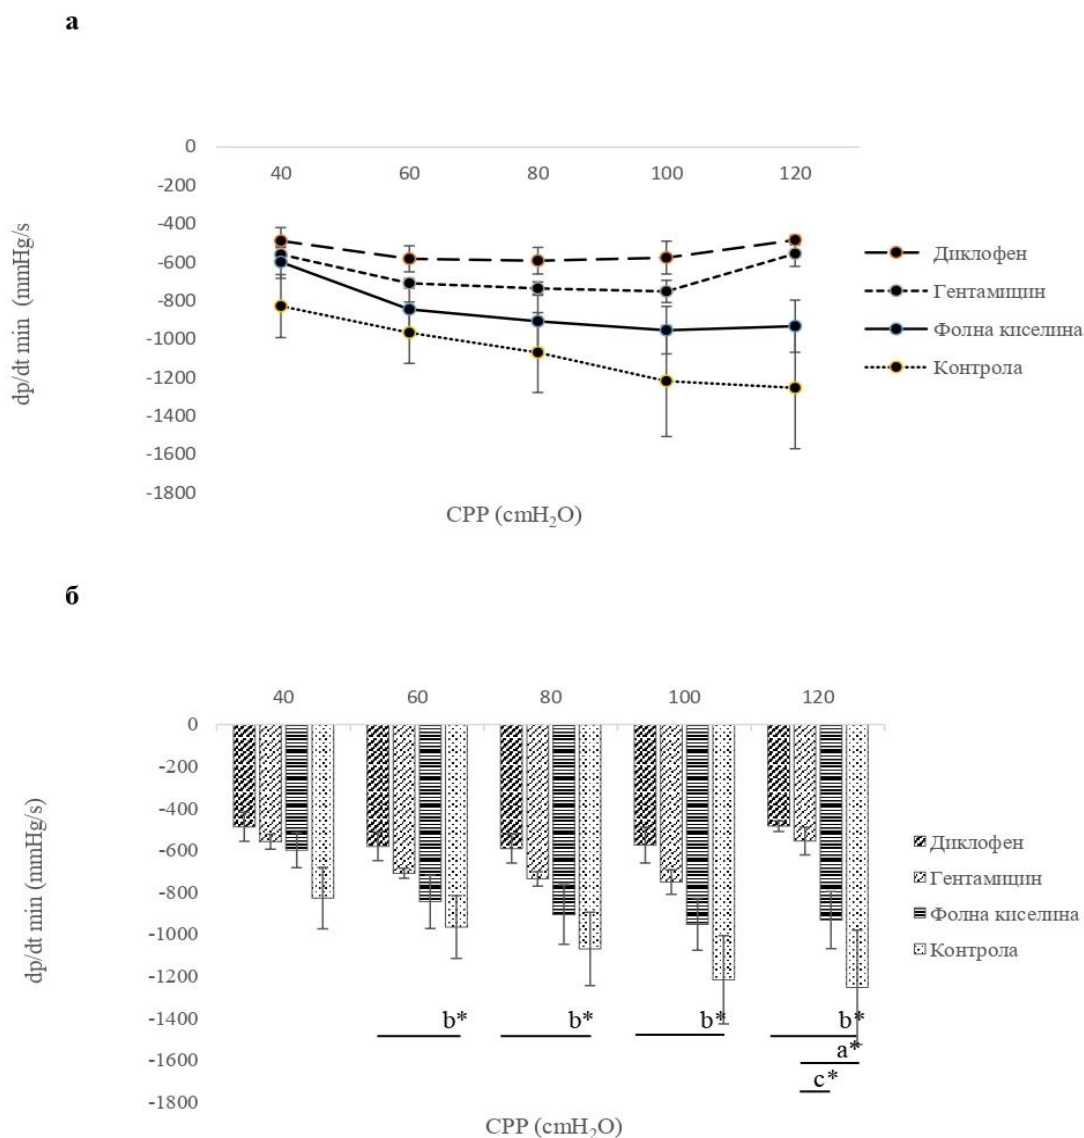 а
0
40 60 80 100 120
-200
-400
-600
-800
-1000
-1200
-1400
-1600
-1800
dp/dt min (mmHg/s
CPP (cmH₂O)
Диклофен
Гентамицин
Фолна киселина
Контрола
б
40 60 80 100 120
0
-200
-400
-600
-800
-1000
-1200
-1400
-1600
-1800
dp/dt min (mmHg/s)
b* b* b* b*
a*
c*
CPP (cmH₂O)
Диклофен
Гентамицин
Фолна киселина
Контрола